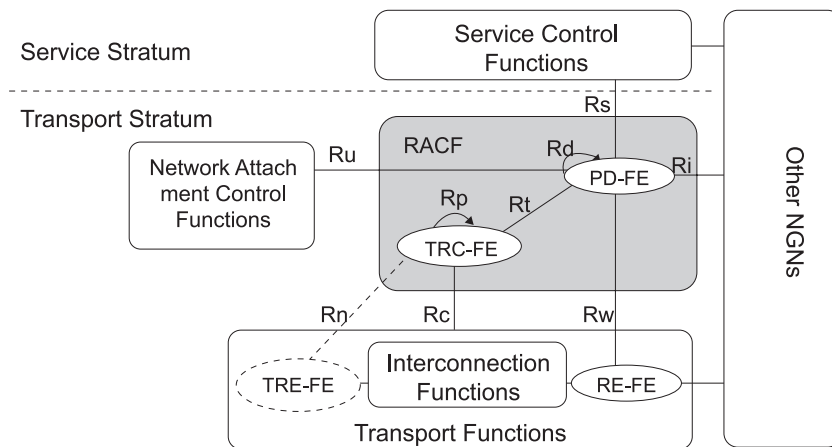 Service Stratum
Service Control
Functions
Rs
Transport Stratum
RACF
Ru
Rd
Ri
Network Attach
ment Control
Functions
PD-FE
Rp
Rt
TRC-FE
Other NGNs
Rn
Rc
Rw
Interconnection
Functions
TRE-FE
RE-FE
Transport Functions